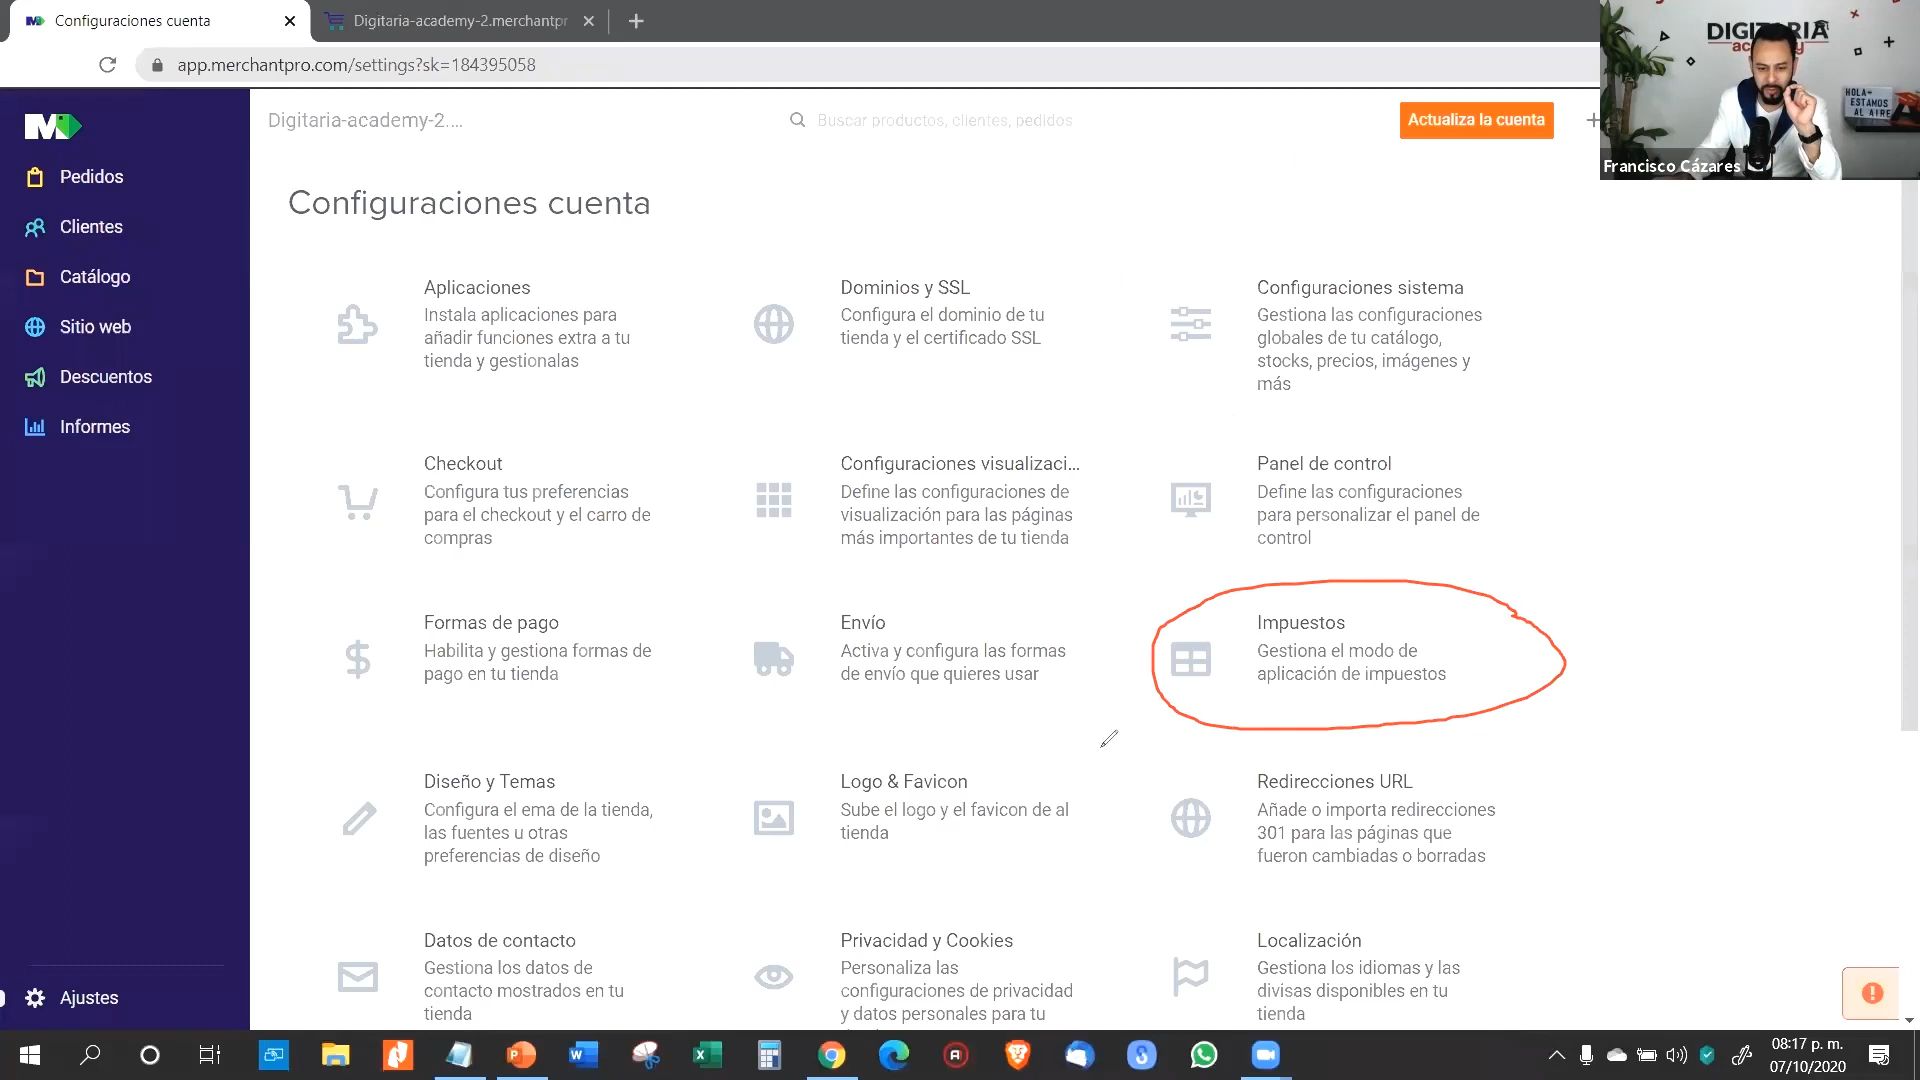 Configuraciones cuenta
Digitaria-academy-2.merchantpr
app.merchantpro.com/settings?sk=184395058
DIGITARIA
academy
HOLA
ESTAMOS
AL AIRE
Francisco Cázares
Digitaria-academy-2....
Buscar productos, clientes, pedidos
Actualiza la cuenta
Pedidos
Clientes
Catálogo
Sitio web
Descuentos
Informes
Ajustes
Configuraciones cuenta
Aplicaciones
Instala aplicaciones para
añadir funciones extra a tu
tienda y gestionalas
Dominios y SSL
Configura el dominio de tu
tienda y el certificado SSL
Configuraciones sistema
Gestiona las configuraciones
globales de tu catálogo,
stocks, precios, imágenes y
más
Checkout
Configura tus preferencias
para el checkout y el carro de
compras
Configuraciones visualizaci...
Define las configuraciones de
visualización para las páginas
más importantes de tu tienda
Panel de control
Define las configuraciones
para personalizar el panel de
control
Formas de pago
Habilita y gestiona formas de
pago en tu tienda
Envío
Activa y configura las formas
de envío que quieres usar
Impuestos
Gestiona el modo de
aplicación de impuestos
Diseño y Temas
Configura el ema de la tienda,
las fuentes u otras
preferencias de diseño
Logo & Favicon
Sube el logo y el favicon de al
tienda
Redirecciones URL
Añade o importa redirecciones
301 para las páginas que
fueron cambiadas o borradas
Datos de contacto
Gestiona los datos de
contacto mostrados en tu
tienda
Privacidad y Cookies
Personaliza las
configuraciones de privacidad
y datos personales para tu
Localización
Gestiona los idiomas y las
divisas disponibles en tu
tienda
08:17 p. m.
07/10/2020